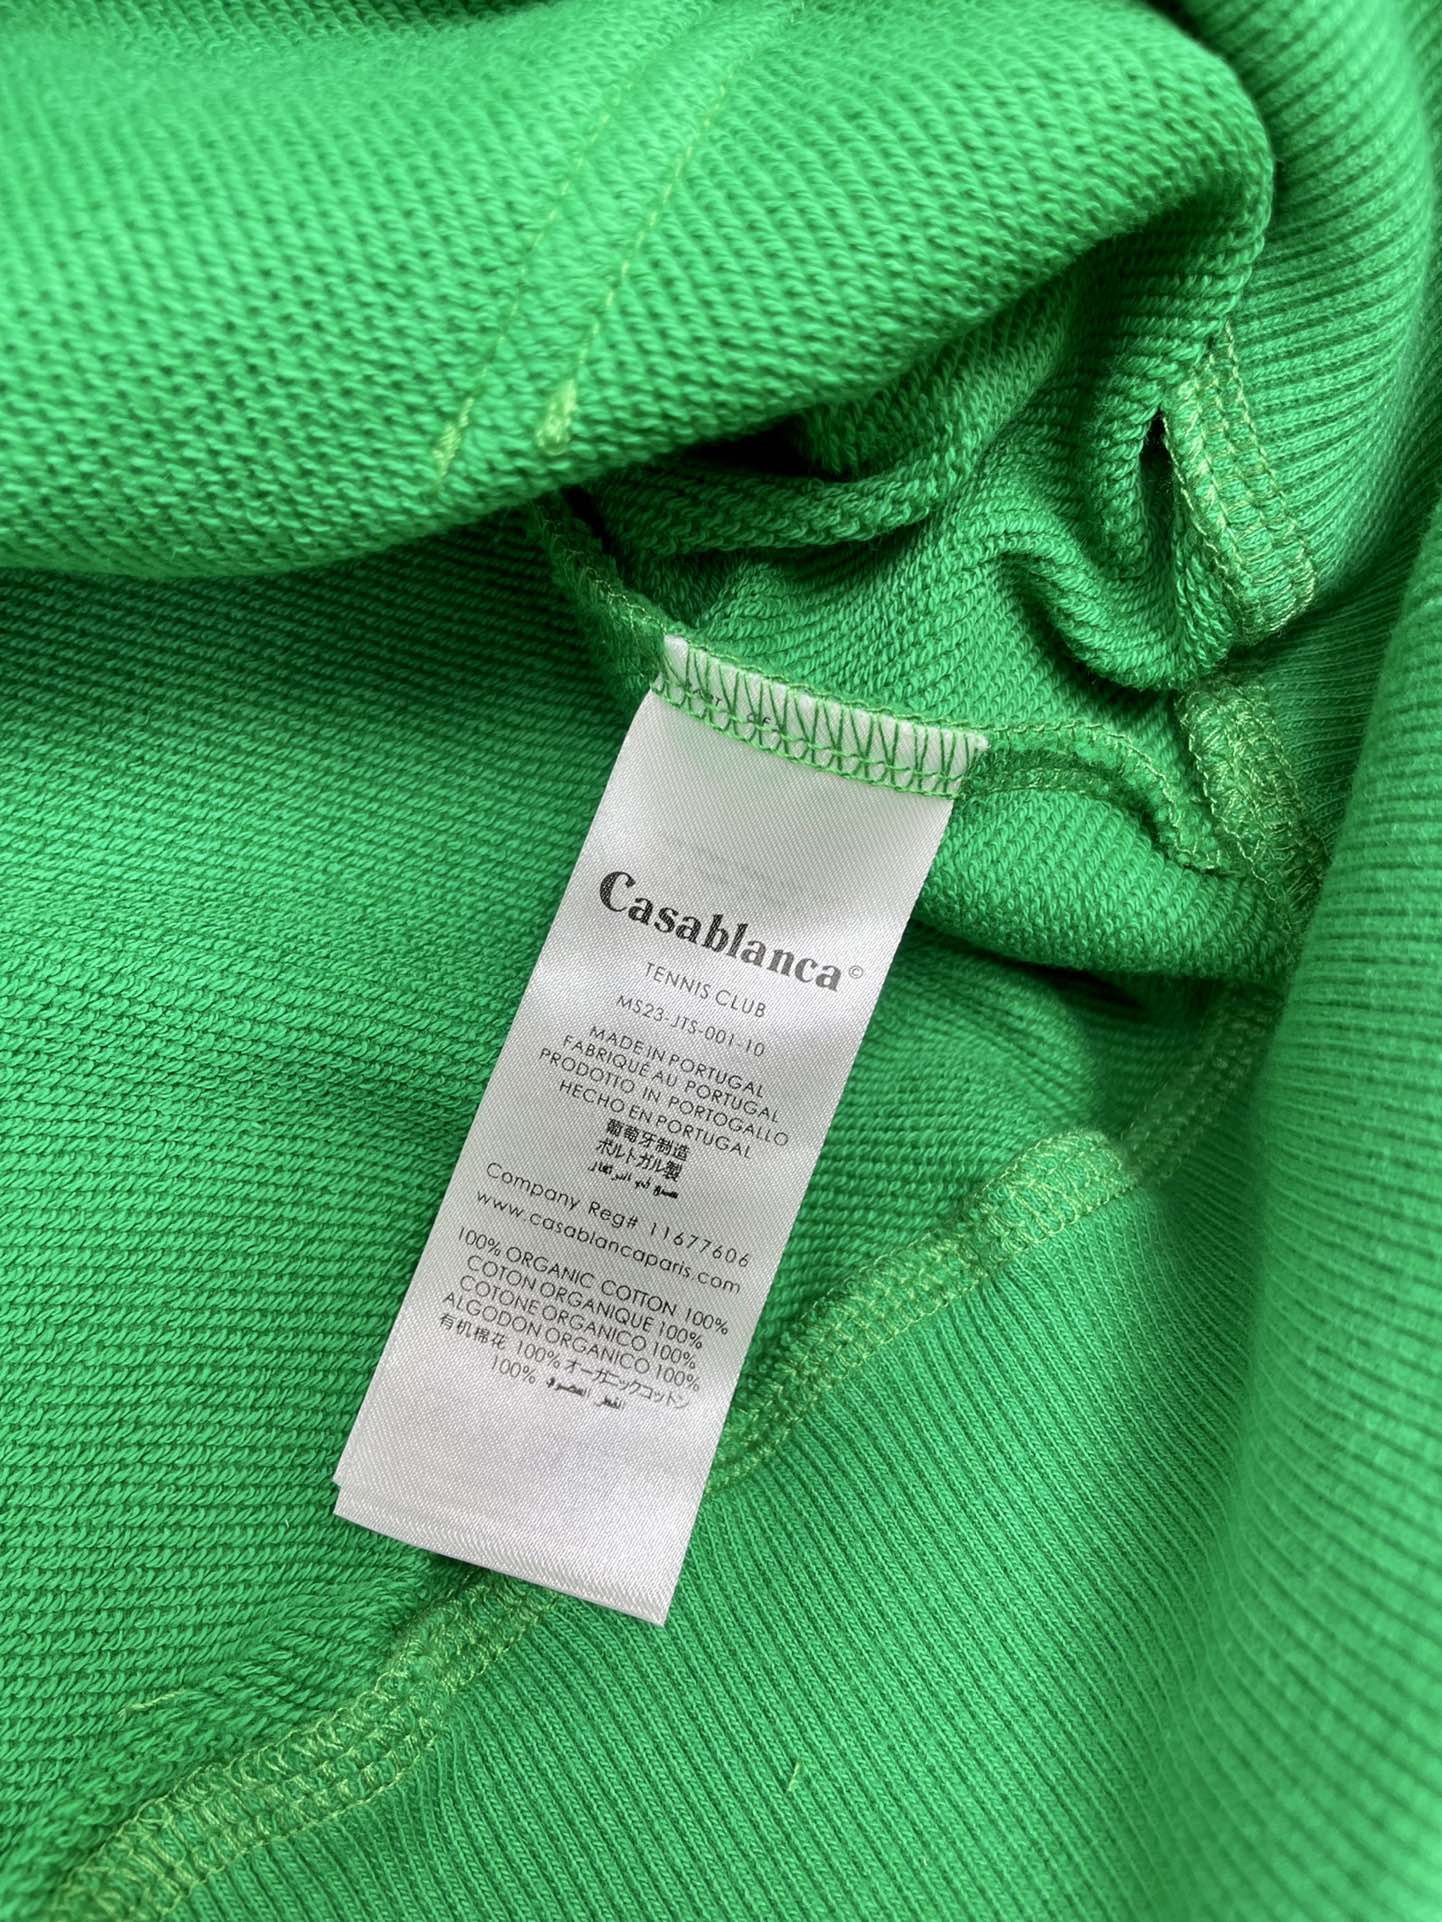 Casablanca©
TENNIS CLUB
MS23-JTS-001-10
MADE IN PORTUGAL
FABRIQUÉ AU PORTUGAL
PRODOTTO IN PORTOGALLO
HECHO EN PORTUGAL
葡萄牙制造
ポルトガル製
Company Reg# 11677606
www.casablancaparis.com
100% ORGANIC COTTON 100%
COTON ORGANIQUE 100%
COTONE ORGANICO 100%
ALGODON ORGANICO 100%
有机棉花 100% オーガニックコットン
100%